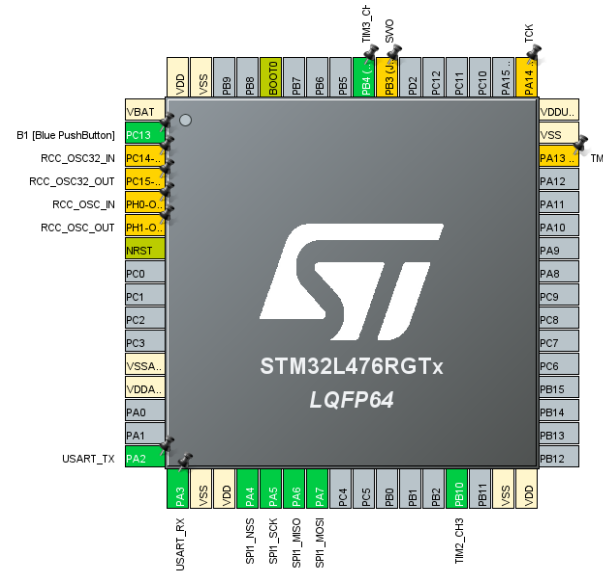 TIM3_CH
SWO
TCK
VDD
VSS
PB9
PB8
BOOT0
PB7
PB6
PB5
PB4 (..
PB3 (J..
PD2
PC12
PC11
PC10
PA15 ..
PA14 ..
VBAT
VDDU..
B1 [Blue PushButton]
PC13
VSS
RCC_OSC32_IN
PC14-..
PA13 ..
TM
RCC_OSC32_OUT
PC15-..
PA12
RCC_OSC_IN
PH0-O..
PA11
RCC_OSC_OUT
PH1-O..
PA10
NRST
PA9
PC0
PA8
PC1
PC9
PC2
PC8
PC3
PC7
VSSA..
PC6
VDDA..
PB15
PA0
PB14
PA1
PB13
USART_TX
PA2
PB12
STM32L476RGTx
LQFP64
PA3
VSS
VDD
PA4
PA5
PA6
PA7
PC4
PC5
PB0
PB1
PB2
PB10
PB11
VSS
VDD
USART_RX
SPI1_NSS
SPI1_SCK
SPI1_MISO
SPI1_MOSI
TIM2_CH3